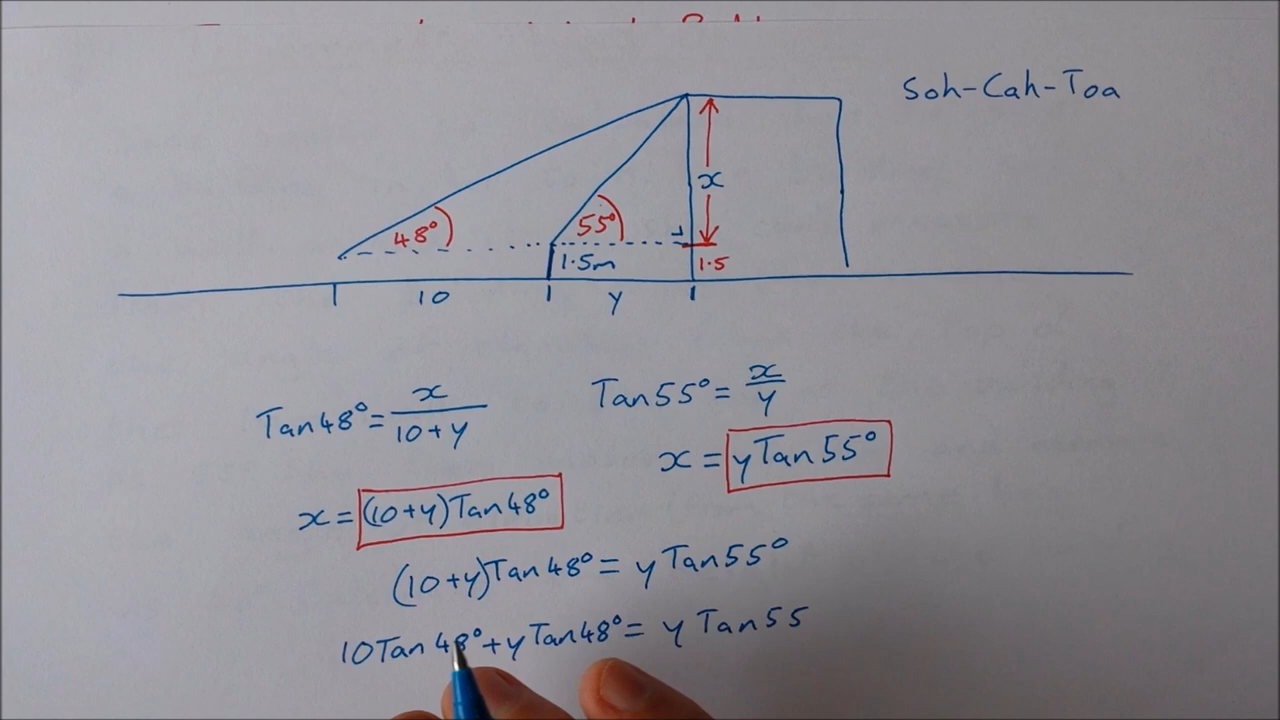 Soh-Cah-Toa
x
48°
55°
1.5m
1.5
10
y
Tan48° = x/(10+y)
Tan55° = x/y
x = yTan55°
x = (10+y)Tan48°
(10+y)Tan48° = yTan55°
10Tan48° + yTan48° = yTan55